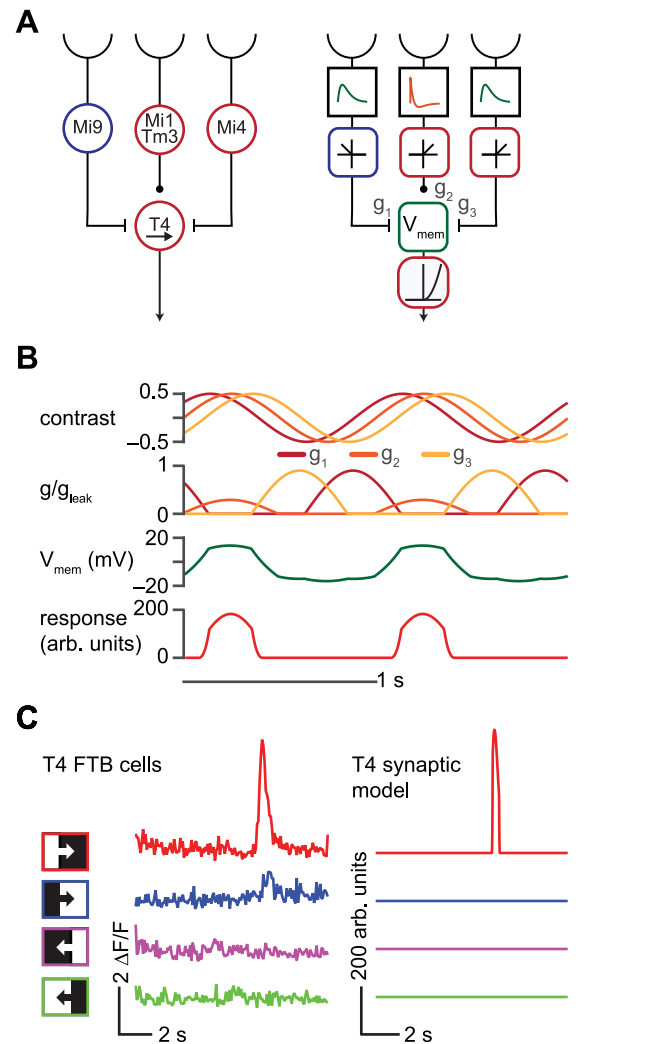 A
Mi9
Mi1
Tm3
Mi4
T4
g1
g2
g3
Vmem
B
contrast
0.5
–0.5
g1 g2 g3
g/gleak
1
0
Vmem (mV)
20
–20
response
(arb. units)
200
0
1 s
C
T4 FTB cells
T4 synaptic
model
2 ΔF/F
2 s
200 arb. units
2 s